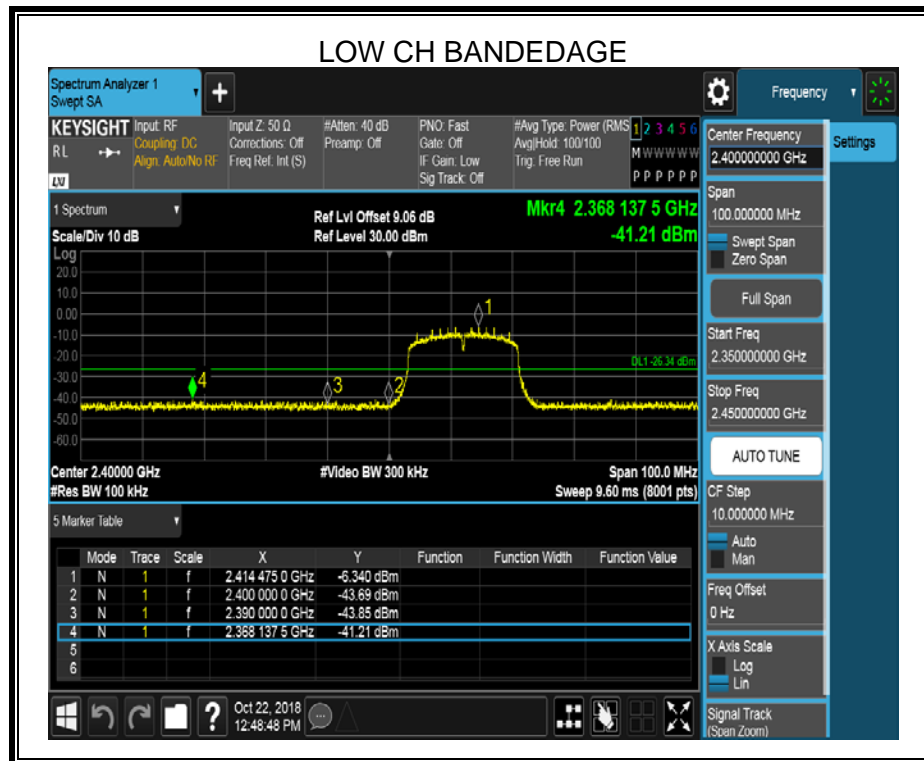 LOW CH BANDEDAGE
Spectrum Analyzer 1
Swept SA
+
Frequency
KEYSIGHT
RL
LXI
Input: RF
Coupling: DC
Align: Auto/No RF
Input Z: 50 Ω
Corrections: Off
Freq Ref: Int (S)
#Atten: 40 dB
Preamp: Off
PNO: Fast
Gate: Off
IF Gain: Low
Sig Track: Off
#Avg Type: Power (RMS
Avg|Hold: 100/100
Trig: Free Run
1 2 3 4 5 6
M W W W W W
P P P P P P
Center Frequency
2.400000000 GHz
Settings
1 Spectrum
Scale/Div 10 dB
Ref Lvl Offset 9.06 dB
Ref Level 30.00 dBm
Mkr4 2.368 137 5 GHz
-41.21 dBm
Log
20.0
10.0
0.00
-10.0
-20.0
-30.0
-40.0
-50.0
-60.0
1
2
3
4
DL1 -26.34 dBm
Center 2.40000 GHz
#Res BW 100 kHz
#Video BW 300 kHz
Span 100.0 MHz
Sweep 9.60 ms (8001 pts)
Span
100.000000 MHz
Swept Span
Zero Span
Full Span
Start Freq
2.350000000 GHz
Stop Freq
2.450000000 GHz
AUTO TUNE
CF Step
10.000000 MHz
Auto
Man
Freq Offset
0 Hz
X Axis Scale
Log
Lin
Signal Track
(Span Zoom)
5 Marker Table
Mode Trace Scale X Y Function Function Width Function Value
1 N 1 f 2.414 475 0 GHz -6.340 dBm
2 N 1 f 2.400 000 0 GHz -43.69 dBm
3 N 1 f 2.390 000 0 GHz -43.85 dBm
4 N 1 f 2.368 137 5 GHz -41.21 dBm
5
6
?
Oct 22, 2018
12:48:48 PM